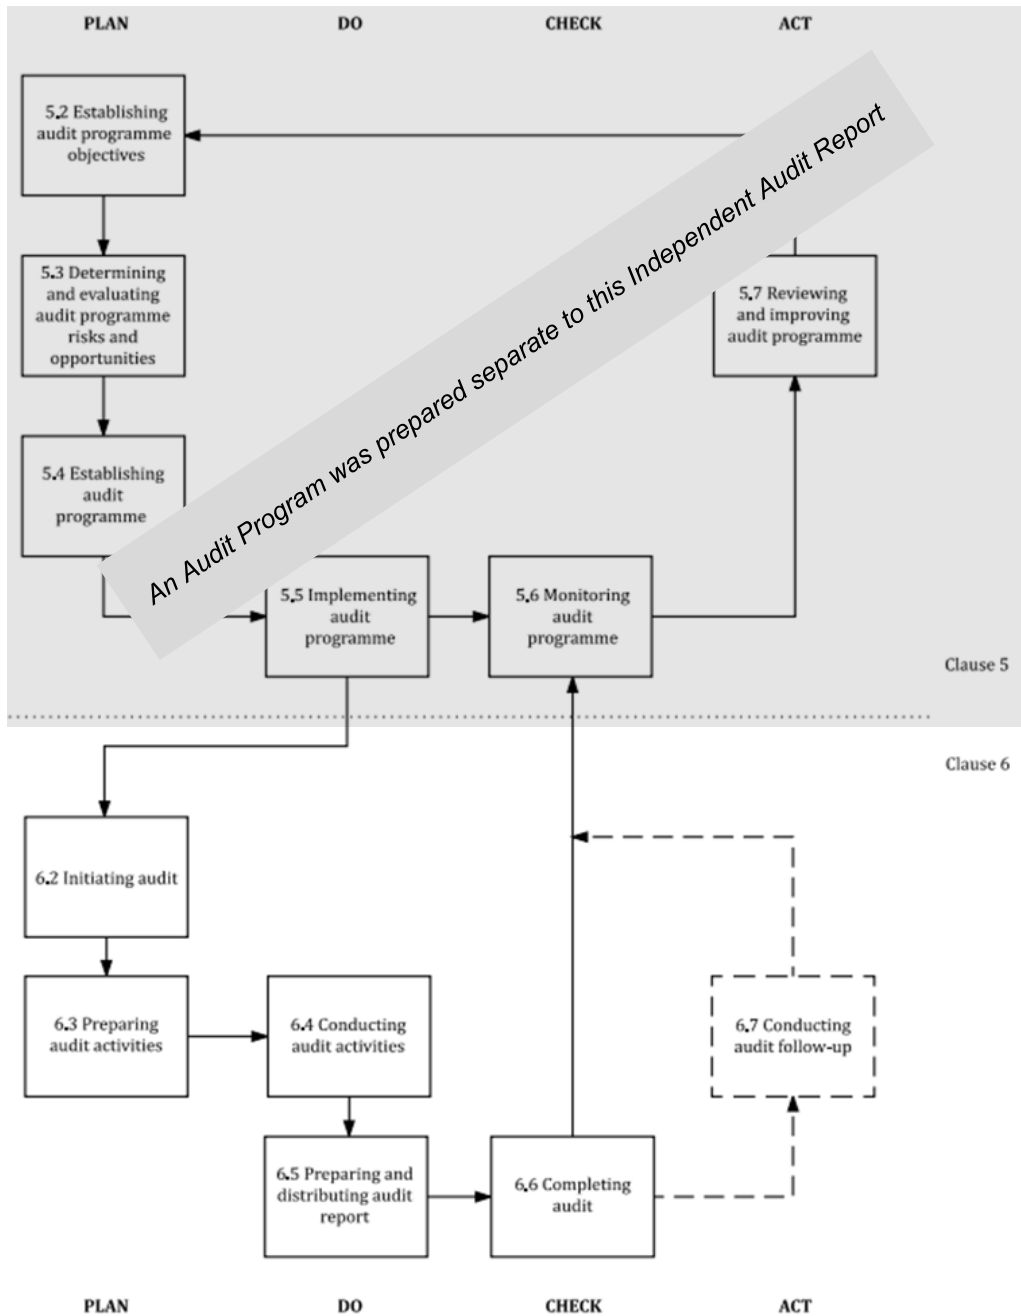 PLAN
DO
CHECK
ACT
5.2 Establishing
audit programme
objectives
5.3 Determining
and evaluating
audit programme
risks and
opportunities
5.4 Establishing
audit
programme
An Audit Program was prepared separate to this Independent Audit Report
5.5 Implementing
audit
programme
5.6 Monitoring
audit
programme
5.7 Reviewing
and improving
audit programme
Clause 5
Clause 6
6.2 Initiating audit
6.3 Preparing
audit activities
6.4 Conducting
audit activities
6.5 Preparing and
distributing audit
report
6.6 Completing
audit
6.7 Conducting
audit follow-up
PLAN
DO
CHECK
ACT